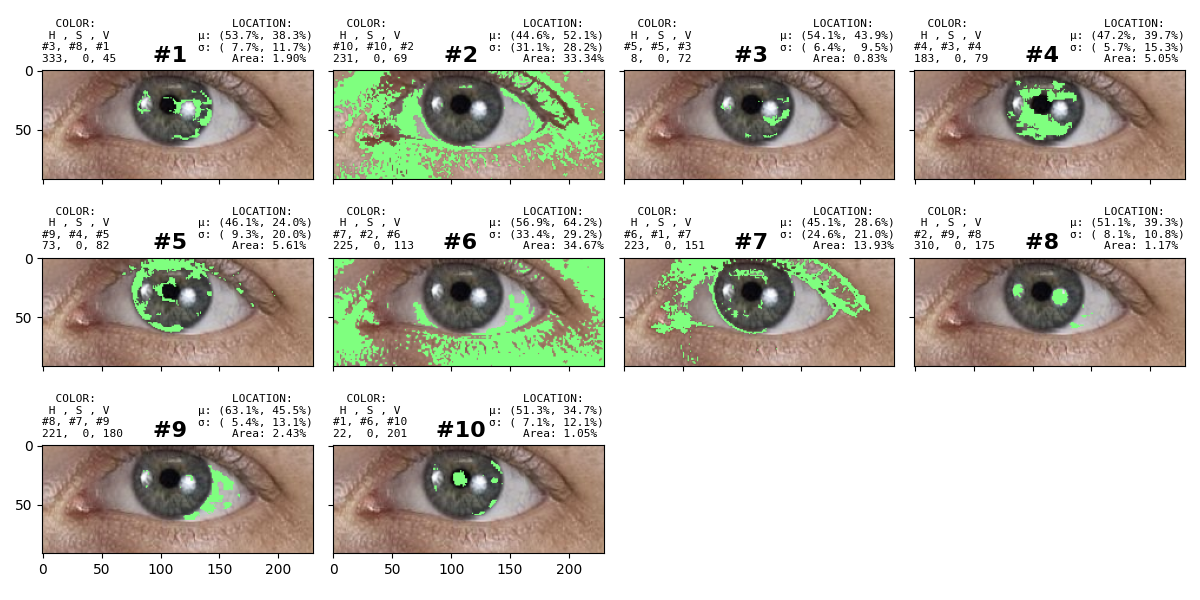 COLOR: LOCATION:
H , S , V μ: (53.7%, 38.3%)
#3, #8, #1 σ: ( 7.7%, 11.7%)
333, 0, 45 #1 Area: 1.90%
COLOR: LOCATION:
H , S , V μ: (44.6%, 52.1%)
#10, #10, #2 σ: (31.1%, 28.2%)
231, 0, 69 #2 Area: 33.34%
COLOR: LOCATION:
H , S , V μ: (54.1%, 43.9%)
#5, #5, #3 σ: ( 6.4%, 9.5%)
8, 0, 72 #3 Area: 0.83%
COLOR: LOCATION:
H , S , V μ: (47.2%, 39.7%)
#4, #3, #4 σ: ( 5.7%, 15.3%)
183, 0, 79 #4 Area: 5.05%
0
50
COLOR: LOCATION:
H , S , V μ: (46.1%, 24.0%)
#9, #4, #5 σ: ( 9.3%, 20.0%)
73, 0, 82 #5 Area: 5.61%
COLOR: LOCATION:
H , S , V μ: (56.9%, 64.2%)
#7, #2, #6 σ: (33.4%, 29.2%)
225, 0, 113 #6 Area: 34.67%
COLOR: LOCATION:
H , S , V μ: (45.1%, 28.6%)
#6, #1, #7 σ: (24.6%, 21.0%)
223, 0, 151 #7 Area: 13.93%
COLOR: LOCATION:
H , S , V μ: (51.1%, 39.3%)
#2, #9, #8 σ: ( 8.1%, 10.8%)
310, 0, 175 #8 Area: 1.17%
0
50
COLOR: LOCATION:
H , S , V μ: (63.1%, 45.5%)
#8, #7, #9 σ: ( 5.4%, 13.1%)
221, 0, 180 #9 Area: 2.43%
COLOR: LOCATION:
H , S , V μ: (51.3%, 34.7%)
#1, #6, #10 σ: ( 7.1%, 12.1%)
22, 0, 201 #10 Area: 1.05%
0
50
0 50 100 150 200
0 50 100 150 200